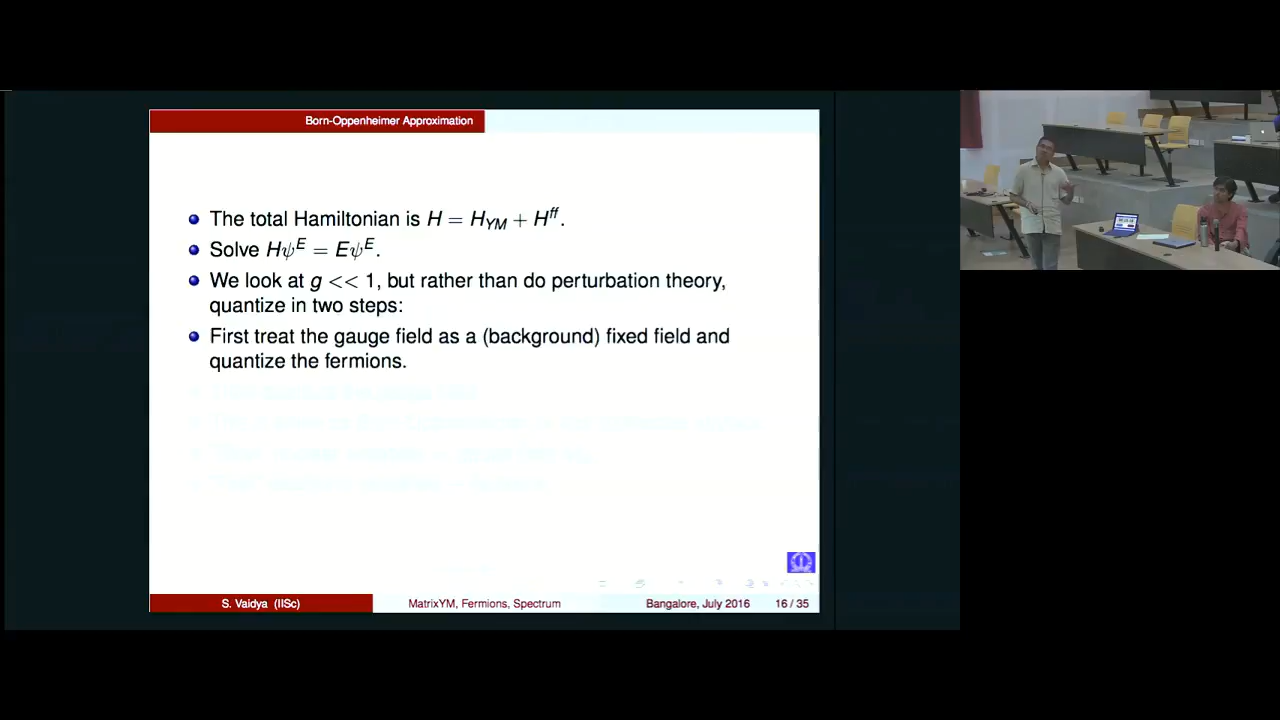 Born-Oppenheimer Approximation
The total Hamiltonian is H = H_YM + H^ff.
Solve Hψ^E = Eψ^E.
We look at g << 1, but rather than do perturbation theory,
quantize in two steps:
First treat the gauge field as a (background) fixed field and
quantize the fermions.
S. Vaidya (IISc) MatrixYM, Fermions, Spectrum Bangalore, July 2016 16 / 35